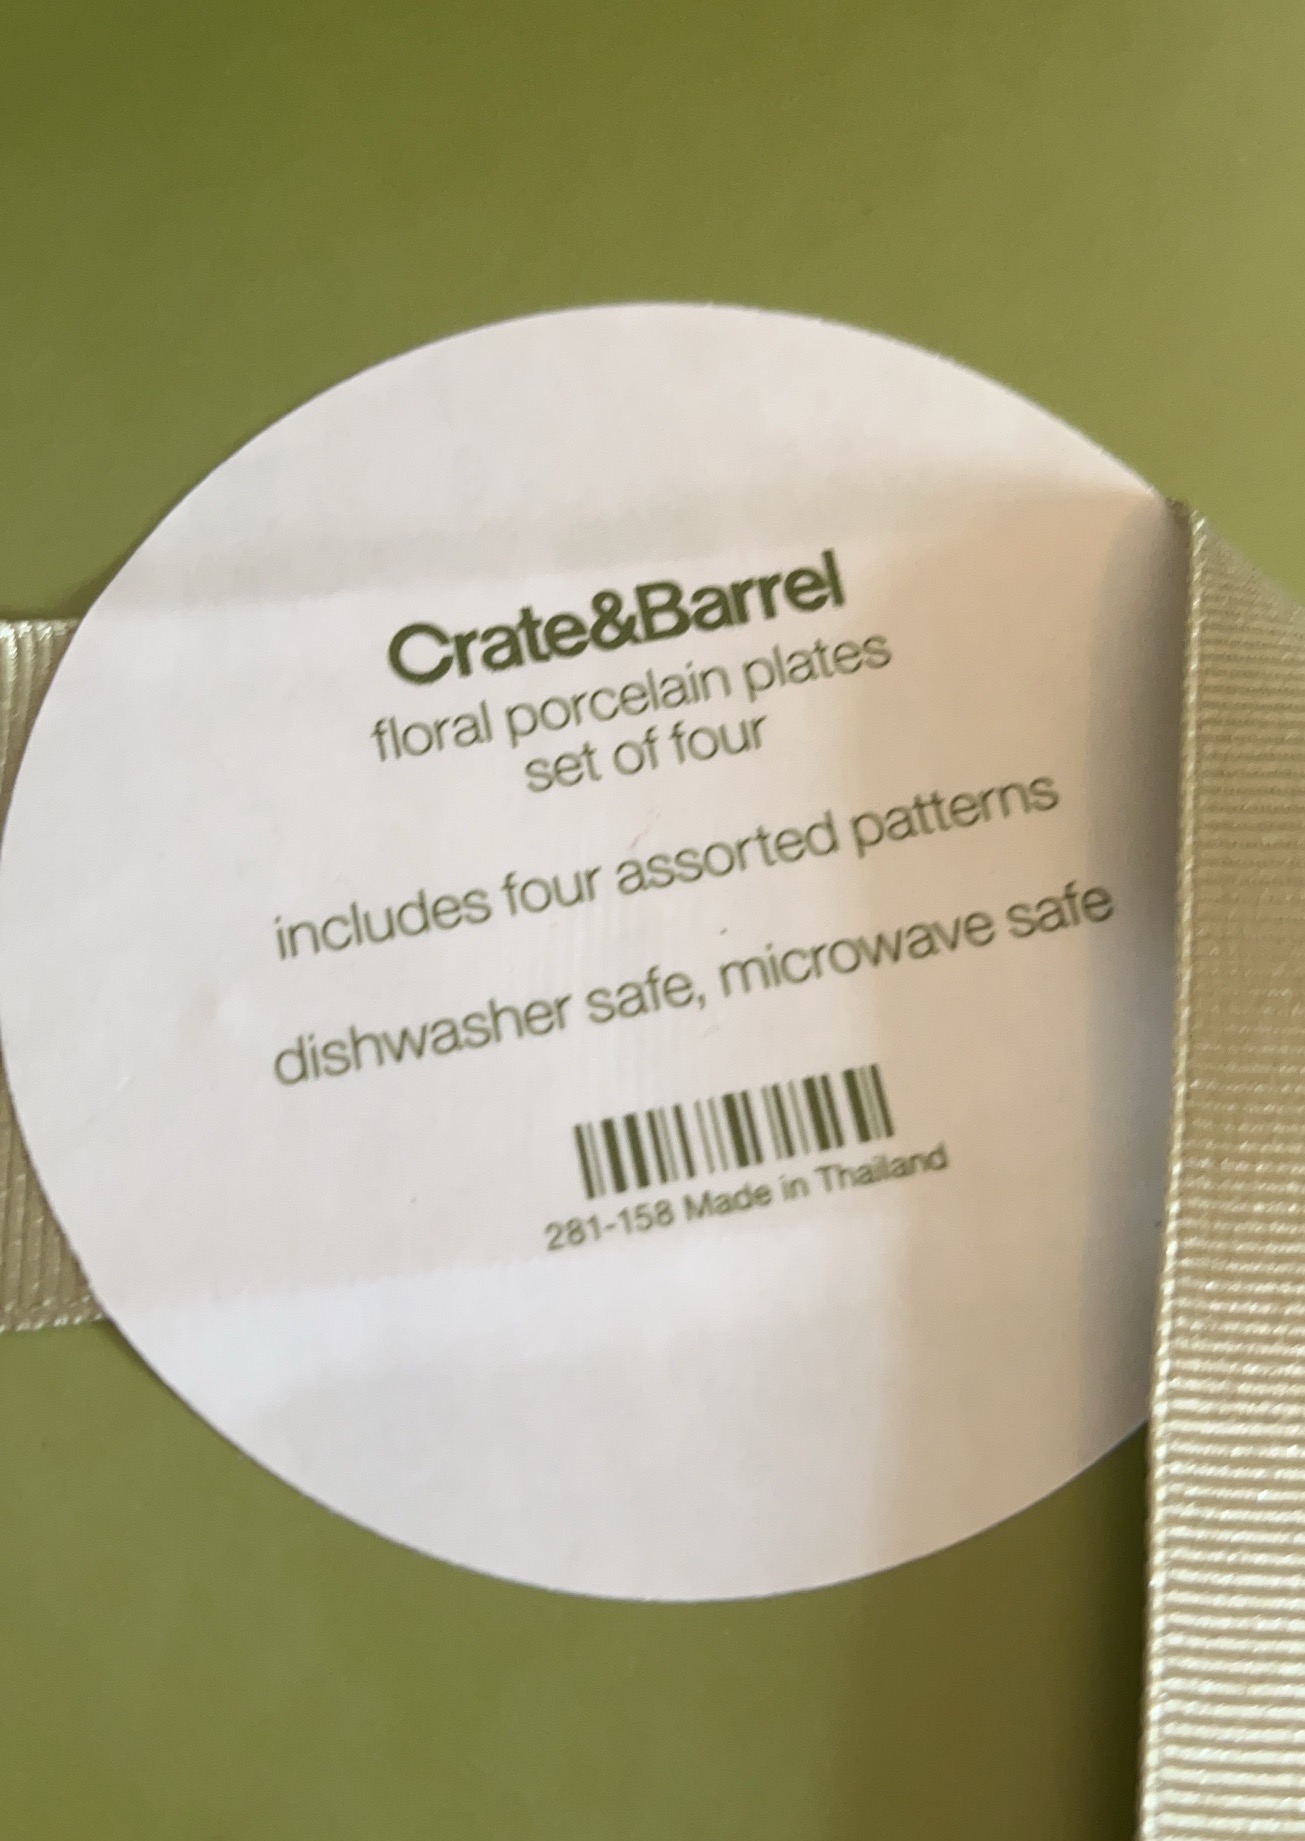 Crate&Barrel
floral porcelain plates
set of four
includes four assorted patterns
dishwasher safe, microwave safe
281-158 Made in Thailand